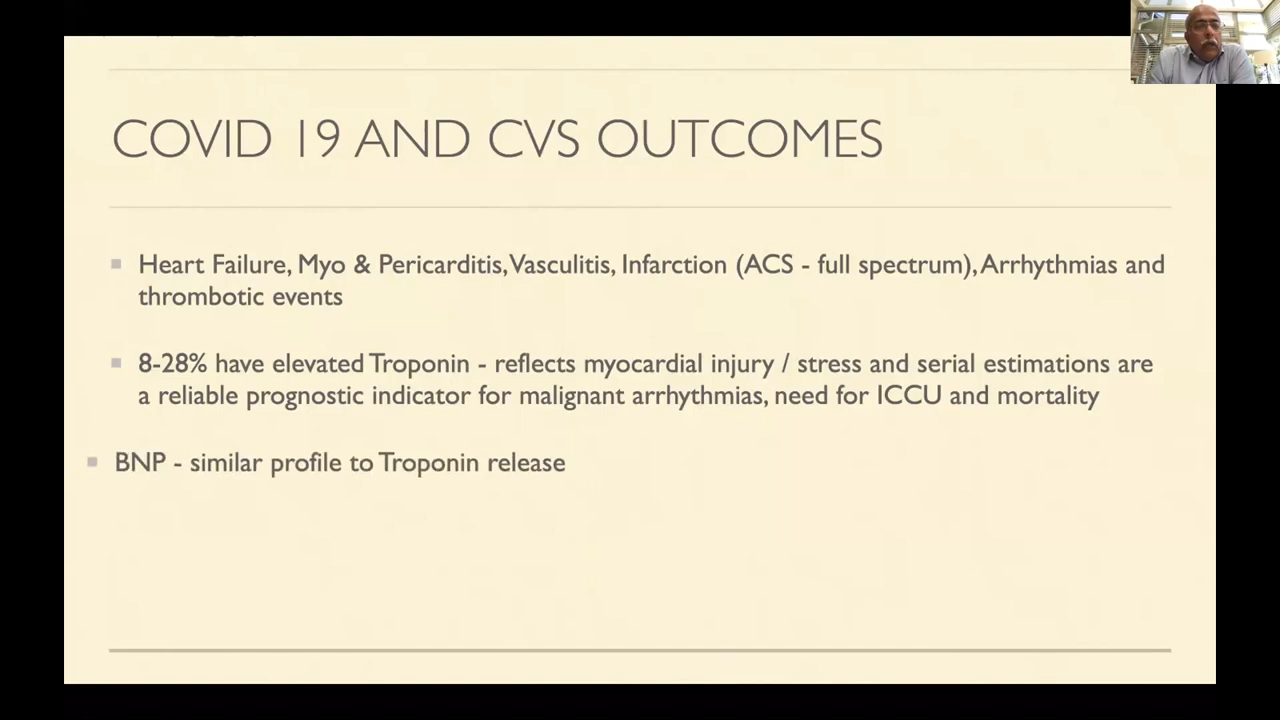 COVID 19 AND CVS OUTCOMES
Heart Failure, Myo & Pericarditis, Vasculitis, Infarction (ACS - full spectrum), Arrhythmias and
thrombotic events
8-28% have elevated Troponin - reflects myocardial injury / stress and serial estimations are
a reliable prognostic indicator for malignant arrhythmias, need for ICCU and mortality
BNP - similar profile to Troponin release